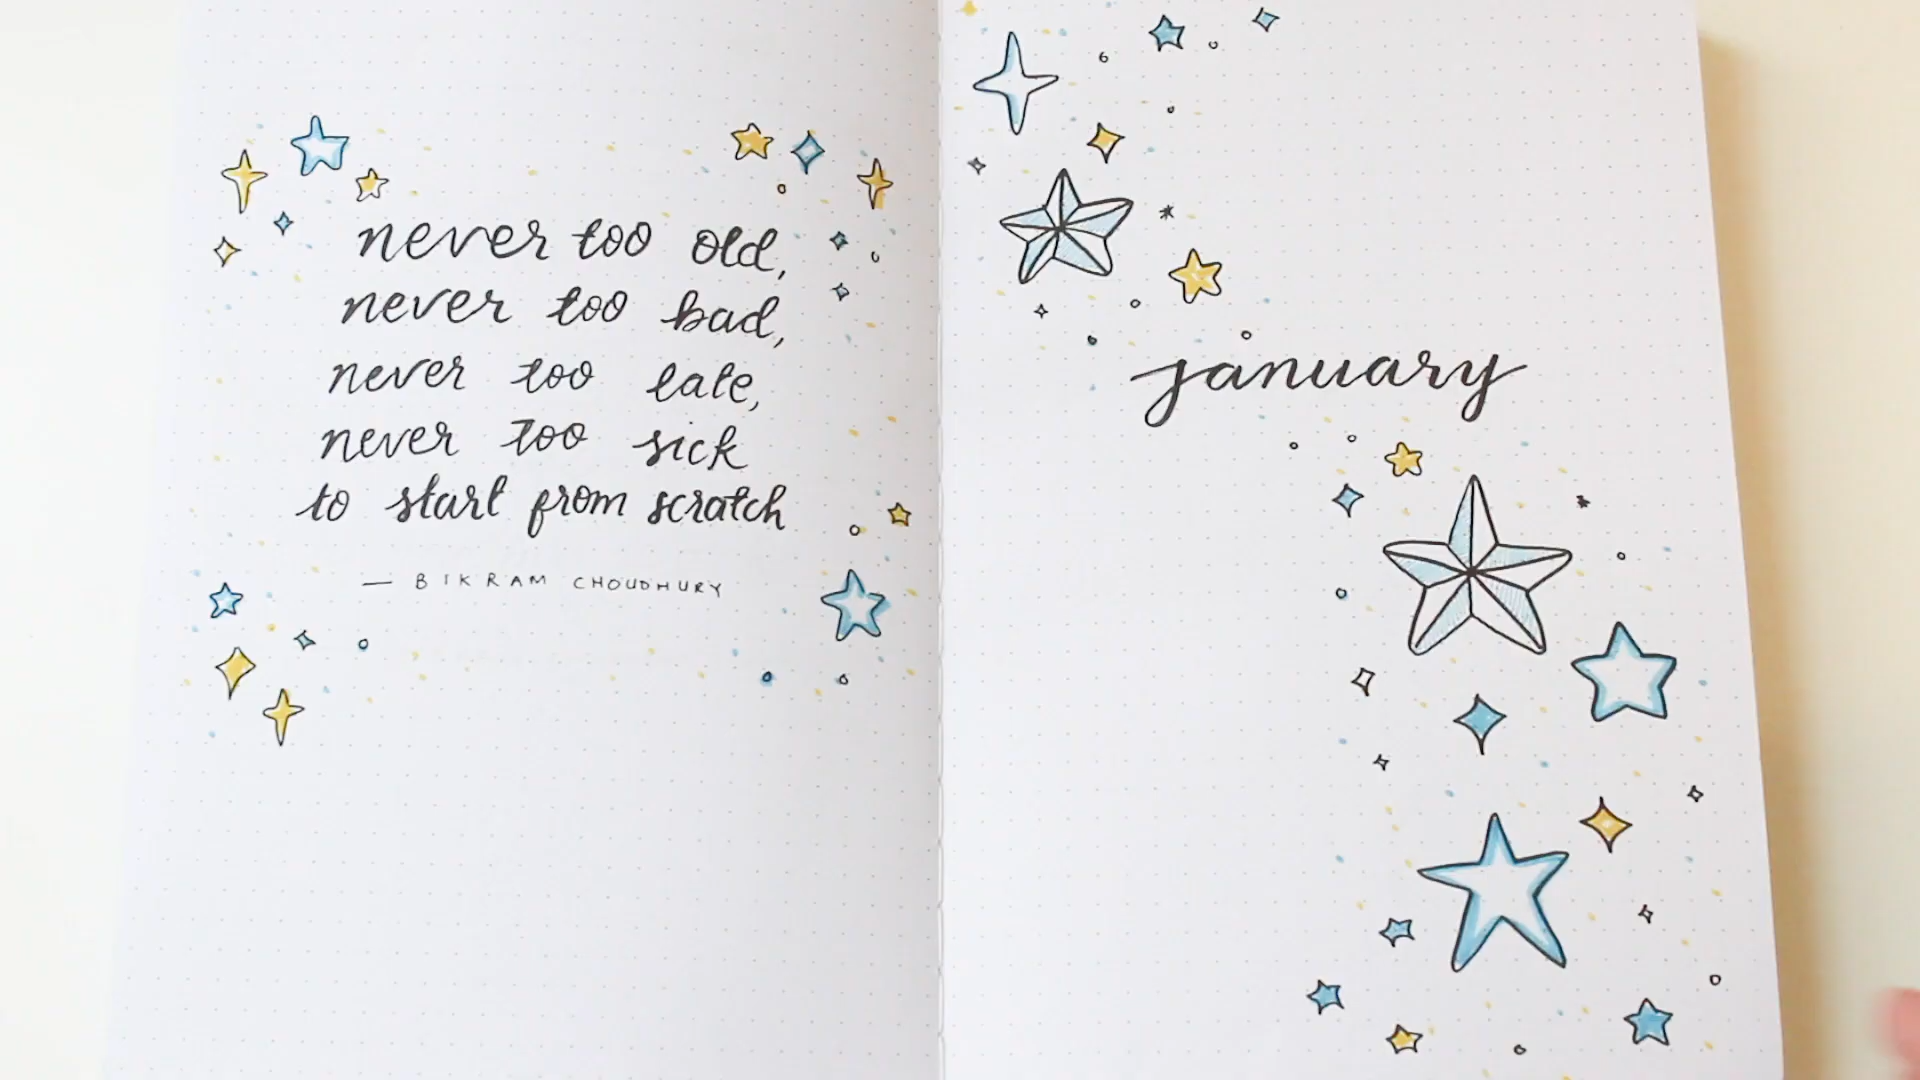 never too old,
never too bad,
never too late,
never too sick
to start from scratch
— BIKRAM CHOUDHURY
january